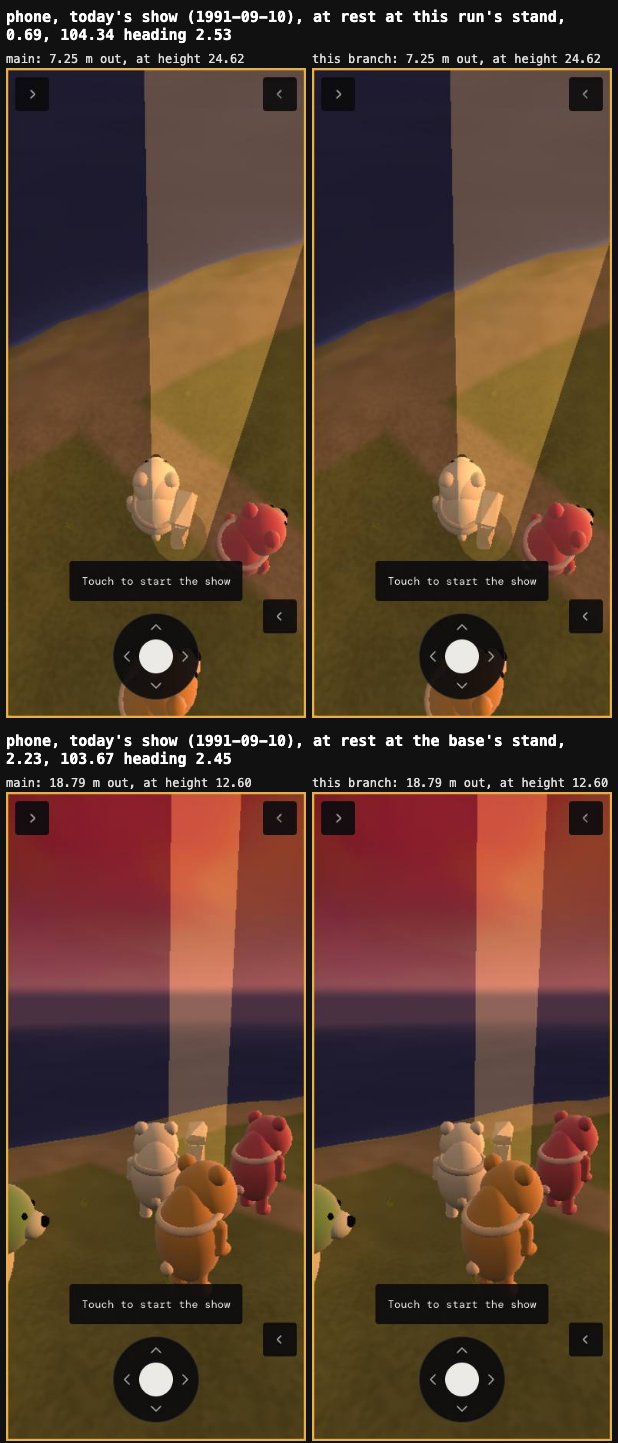 phone, today's show (1991-09-10), at rest at this run's stand,
0.69, 104.34 heading 2.53
main: 7.25 m out, at height 24.62
this branch: 7.25 m out, at height 24.62
Touch to start the show
Touch to start the show
phone, today's show (1991-09-10), at rest at the base's stand,
2.23, 103.67 heading 2.45
main: 18.79 m out, at height 12.60
this branch: 18.79 m out, at height 12.60
Touch to start the show
Touch to start the show